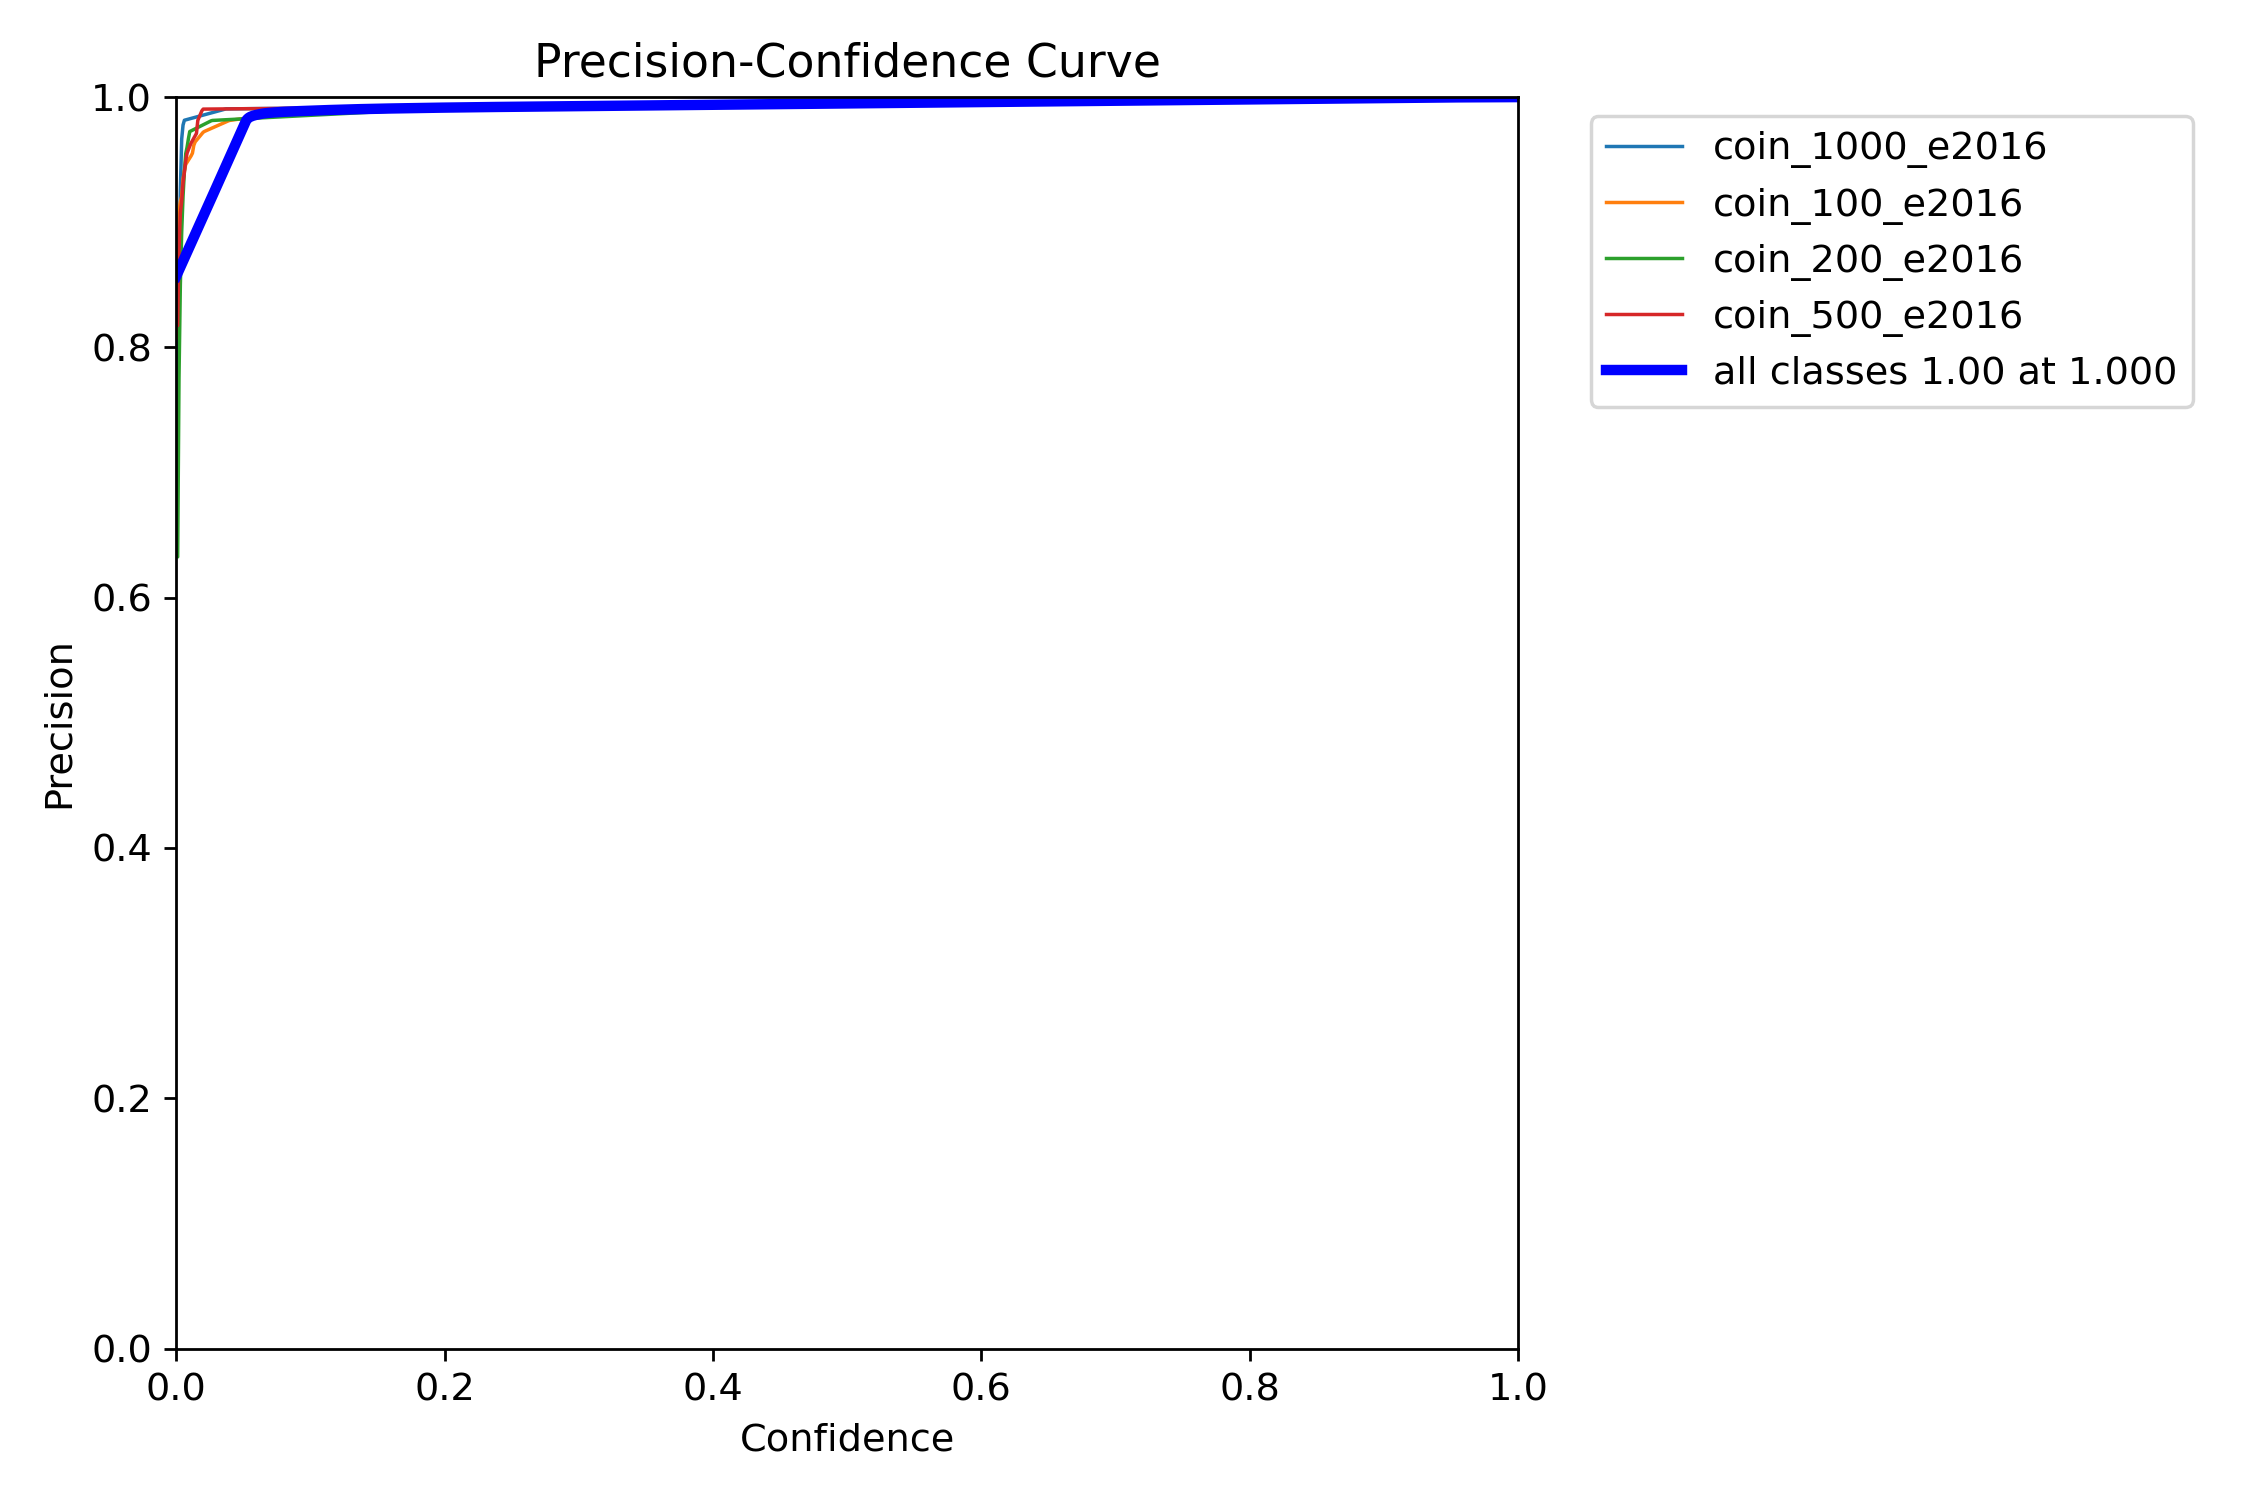 Precision-Confidence Curve
1.0
0.8
0.6
0.4
0.2
0.0
Precision
0.0 0.2 0.4 0.6 0.8 1.0
Confidence
coin_1000_e2016
coin_100_e2016
coin_200_e2016
coin_500_e2016
all classes 1.00 at 1.000